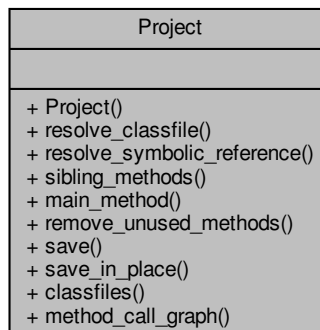 Project
+ Project()
+ resolve_classfile()
+ resolve_symbolic_reference()
+ sibling_methods()
+ main_method()
+ remove_unused_methods()
+ save()
+ save_in_place()
+ classfiles()
+ method_call_graph()